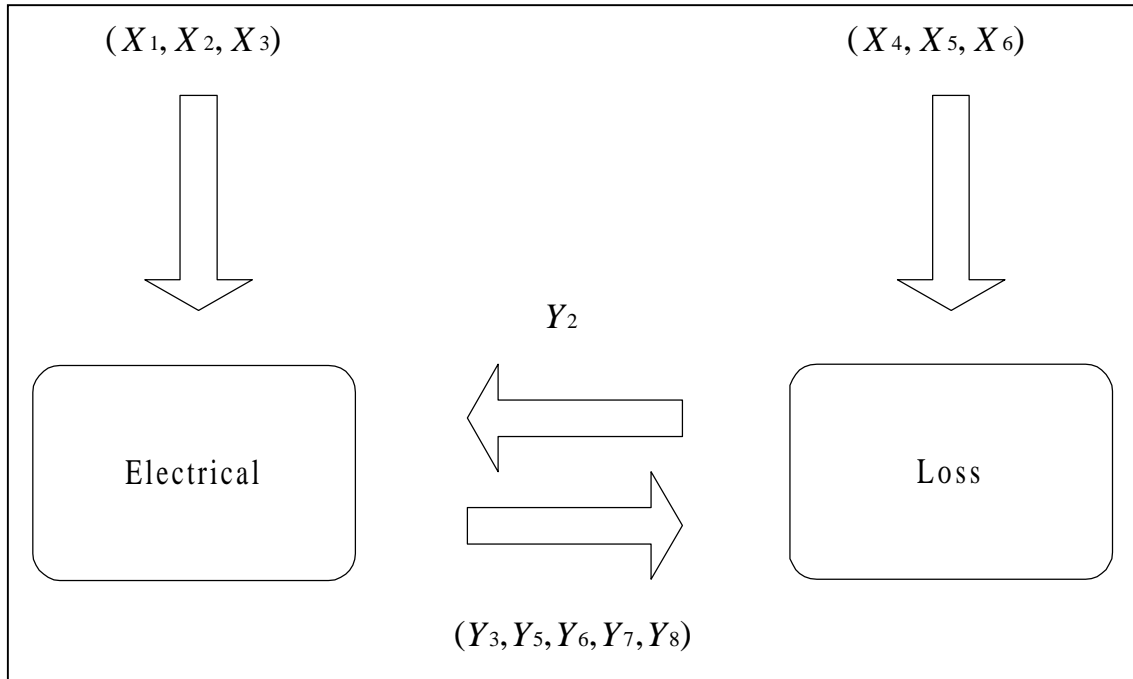 (X1, X2, X3)
(X4, X5, X6)
Y2
Electrical
Loss
(Y3, Y5, Y6, Y7, Y8)